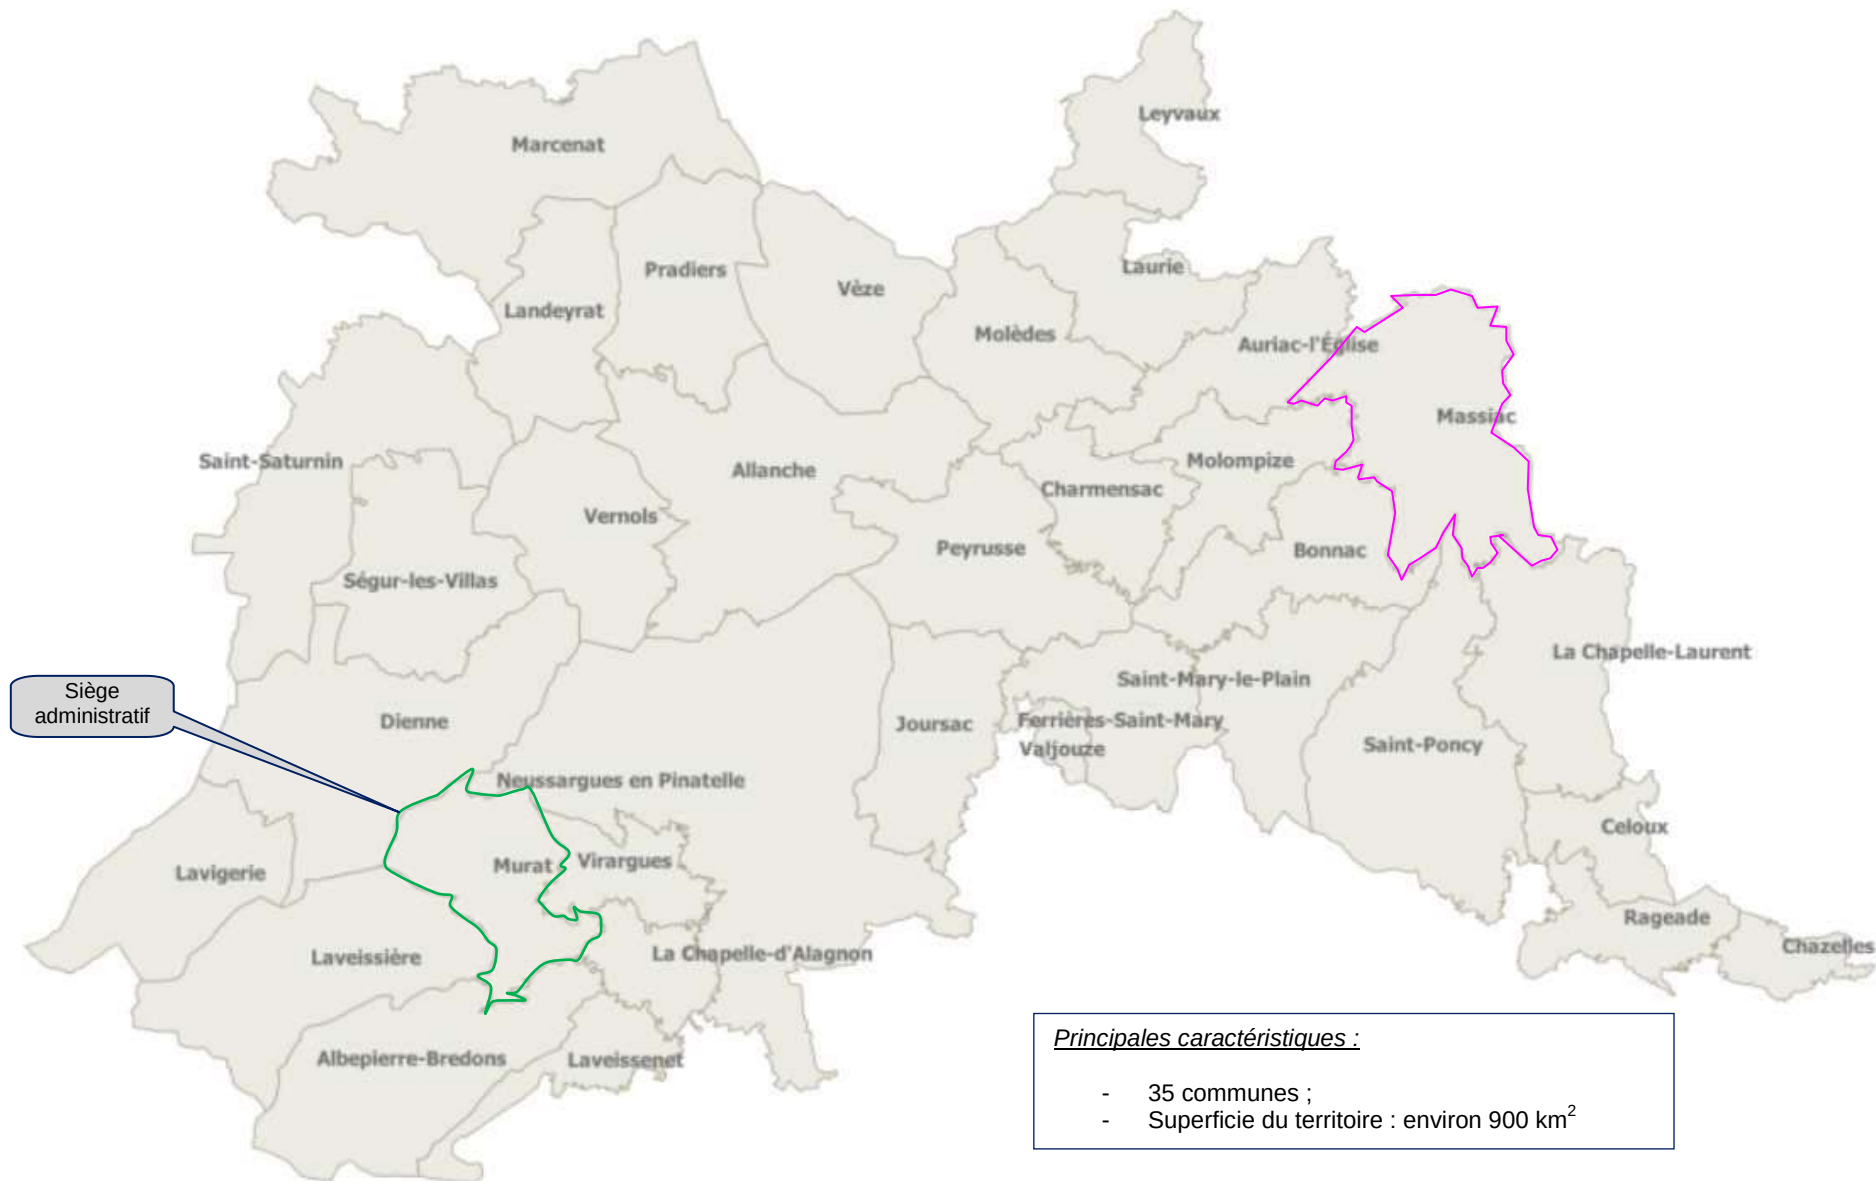 Leyvaux
Marcenat
Laurie
Pradiers
Vèze
Landeyrat
Molèdes
Auriac-l'Église
Massiac
Saint-Saturnin
Allanche
Molompize
Charmensac
Vernols
Peyrusse
Bonnac
Ségur-les-Villas
La Chapelle-Laurent
Saint-Mary-le-Plain
Siège
administratif
Dienne
Joursac
Ferrières-Saint-Mary
Valjouze
Saint-Poncy
Neussargues en Pinatelle
Celoux
Murat
Virargues
Lavigerie
Rageade
Chazelles
La Chapelle-d'Alagnon
Laveissière
Albepierre-Bredons
Laveissenet
Principales caractéristiques :
- 35 communes ;
- Superficie du territoire : environ 900 km²